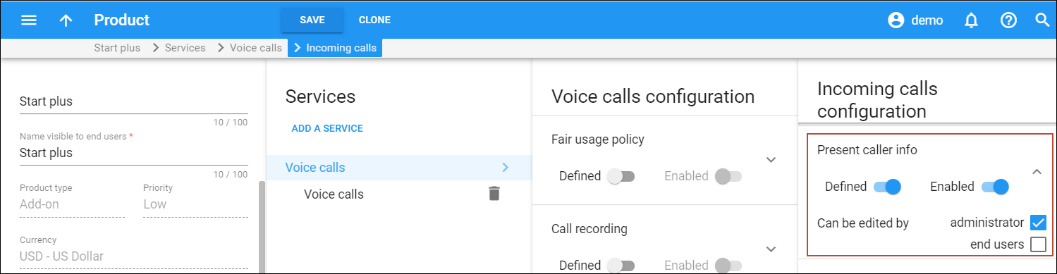 Product SAVE CLONE demo
Start plus Services Voice calls Incoming calls
Start plus
10 / 100
Name visible to end users *
Start plus
10 / 100
Product type Priority
Add-on Low
Currency
USD - US Dollar
Services
ADD A SERVICE
Voice calls
Voice calls
Voice calls configuration
Fair usage policy
Defined Enabled
Call recording
Defined Enabled
Incoming calls
configuration
Present caller info
Defined Enabled
Can be edited by administrator
end users